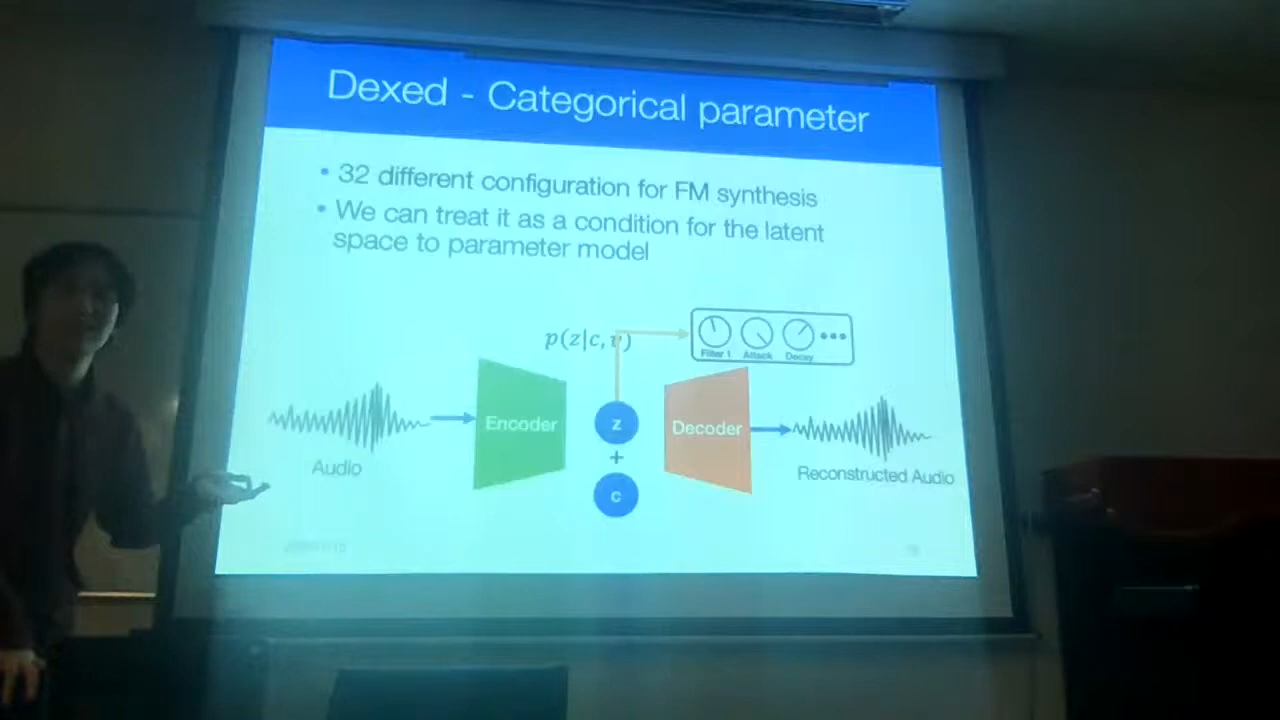 Dexed - Categorical parameter
• 32 different configuration for FM synthesis
• We can treat it as a condition for the latent
space to parameter model
p(z|c, v)
Filter 1 Attack Decay
Encoder
z
Decoder
+
c
Audio
Reconstructed Audio